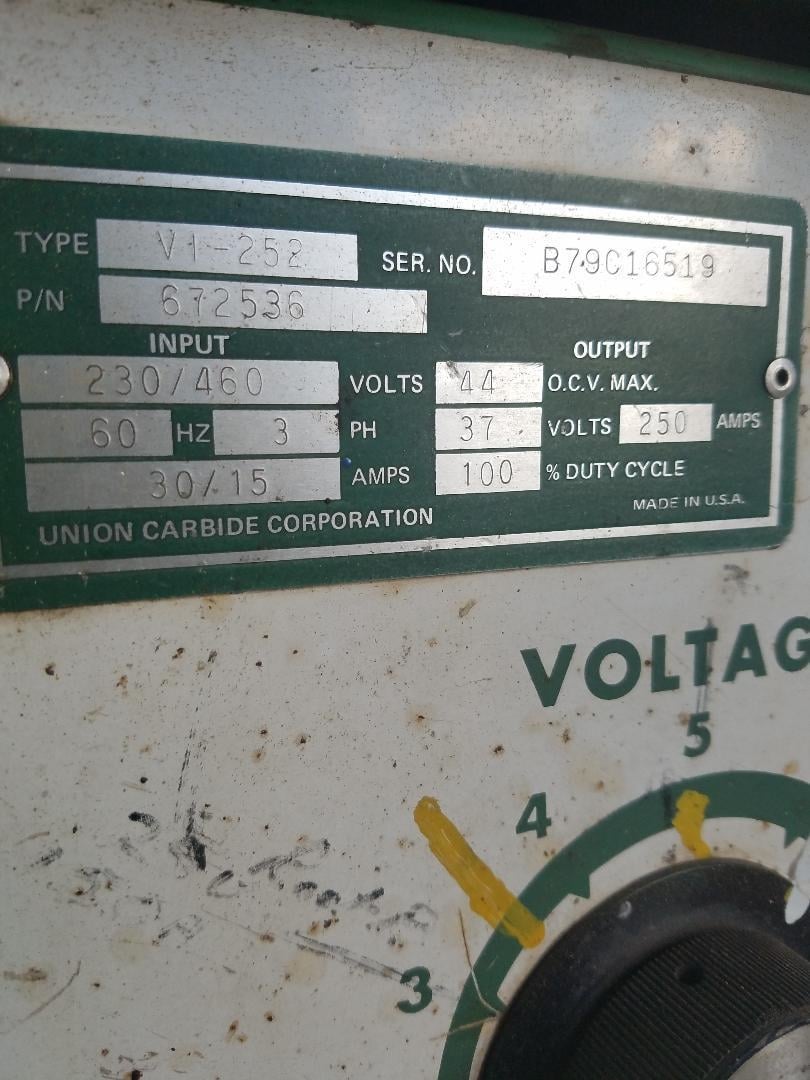 TYPE V1-252 SER. NO. B79C16519
P/N 672536
INPUT OUTPUT
230/460 VOLTS 44 O.C.V. MAX.
60 HZ 3 PH 37 VOLTS 250 AMPS
30/15 AMPS 100 % DUTY CYCLE
UNION CARBIDE CORPORATION MADE IN U.S.A.
VOLTAG
5
4
3